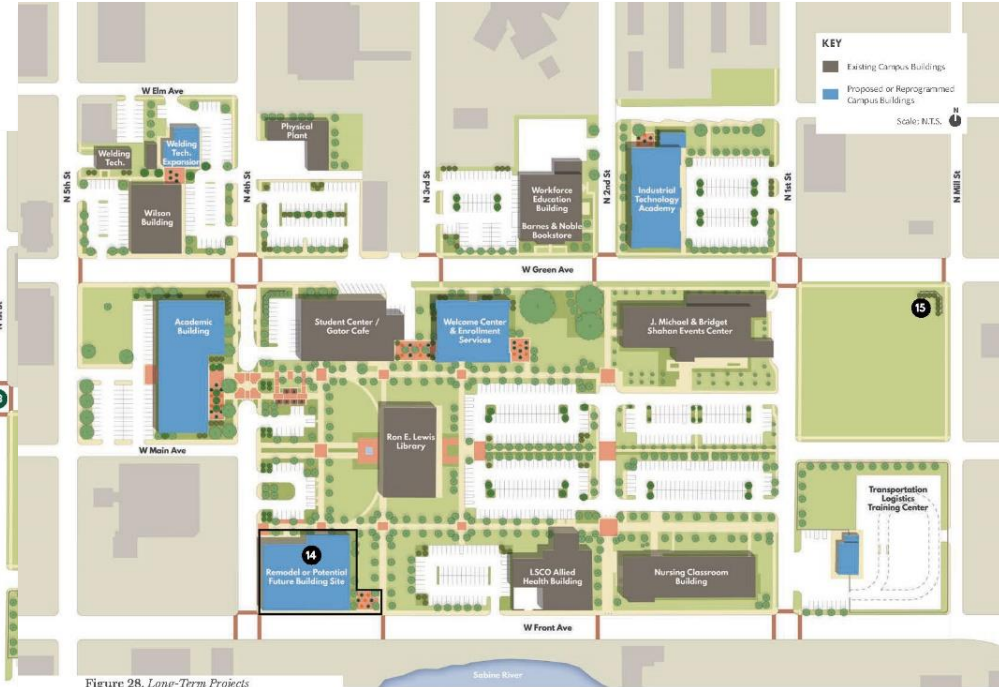 KEY
Existing Campus Buildings
Proposed or Reprogrammed
Campus Buildings
Scale: N.T.S.
N
W Elm Ave
N 5th St
N 4th St
N 3rd St
N 2nd St
N 1st St
N Mill St
Welding
Tech.
Welding
Tech.
Expansion
Physical
Plant
Wilson
Building
Workforce
Education
Building
Barnes & Noble
Bookstore
Industrial
Technology
Academy
W Green Ave
15
Academic
Building
Student Center /
Gator Cafe
Welcome Center
& Enrollment
Services
J. Michael & Bridget
Shahan Events Center
Ron E. Lewis
Library
W Main Ave
Transportation
Logistics
Training Center
14
Remodel or Potential
Future Building Site
LSCO Allied
Health Building
Nursing Classroom
Building
W Front Ave
Sabine River
Figure 28. Long-Term Projects